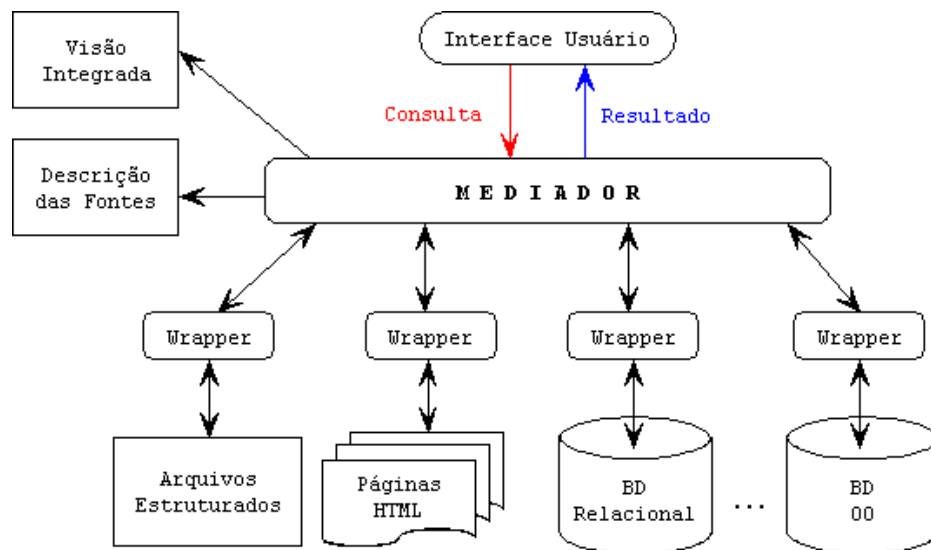 Visão
Integrada
Interface Usuário
Consulta
Resultado
Descrição
das Fontes
M E D I A D O R
Wrapper
Wrapper
Wrapper
Wrapper
Arquivos
Estruturados
Páginas
HTML
BD
Relacional
...
BD
OO